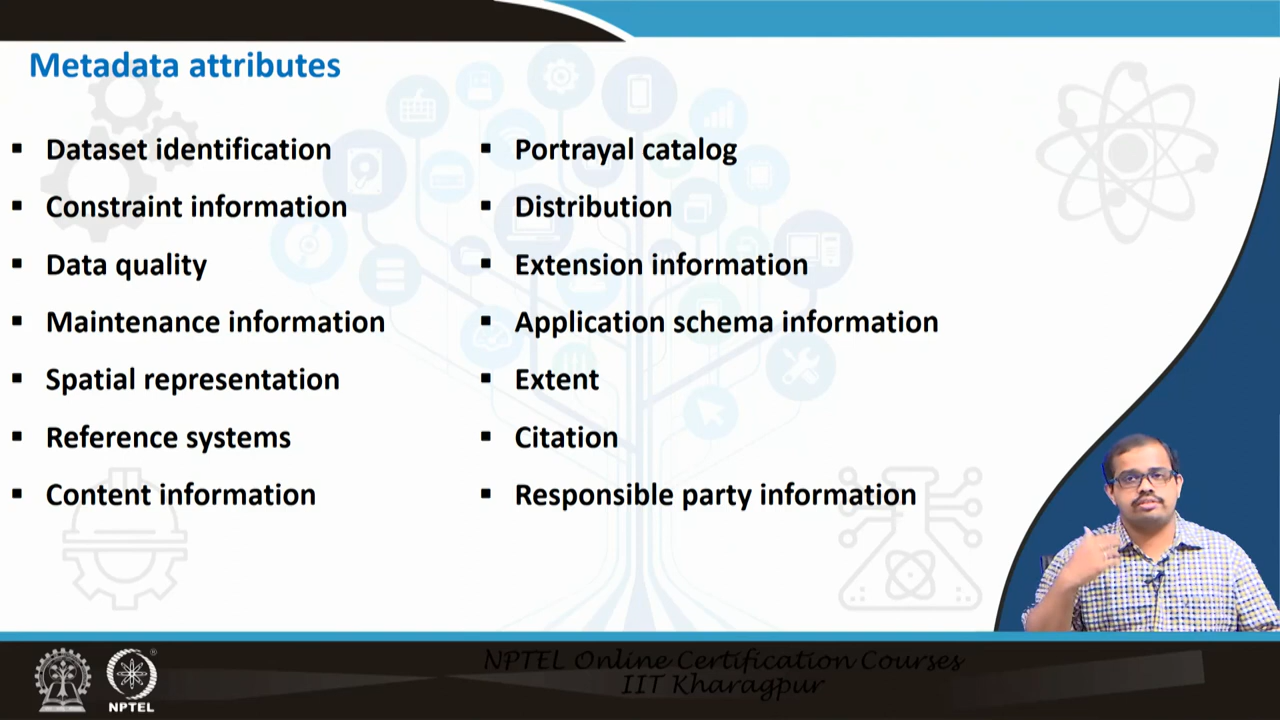 Metadata attributes
▪ Dataset identification
▪ Constraint information
▪ Data quality
▪ Maintenance information
▪ Spatial representation
▪ Reference systems
▪ Content information
▪ Portrayal catalog
▪ Distribution
▪ Extension information
▪ Application schema information
▪ Extent
▪ Citation
▪ Responsible party information
NPTEL Online Certification Courses
IIT Kharagpur
NPTEL